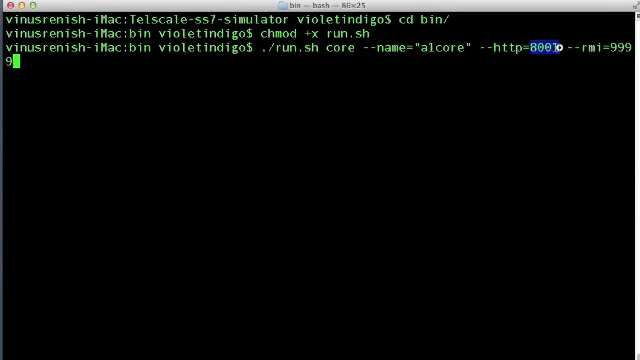 bin — bash — 86×25
vinusrenish-iMac:Telscale-ss7-simulator violetindigo$ cd bin/
vinusrenish-iMac:bin violetindigo$ chmod +x run.sh
vinusrenish-iMac:bin violetindigo$ ./run.sh core --name="a1core" --http=8001 --rmi=999
9